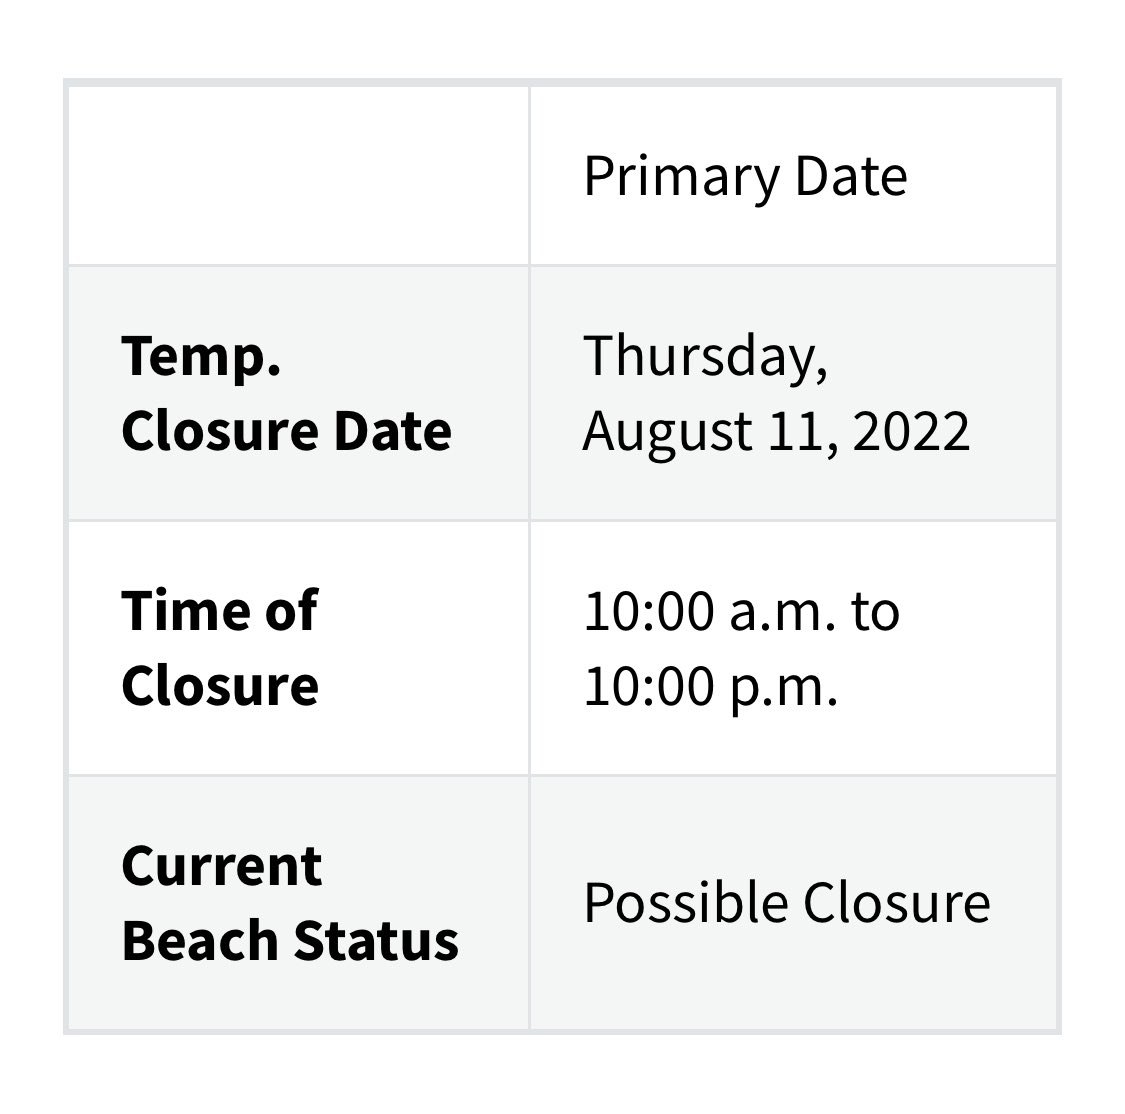 Primary Date
Temp.
Closure Date
Thursday,
August 11, 2022
Time of
Closure
10:00 a.m. to
10:00 p.m.
Current
Beach Status
Possible Closure